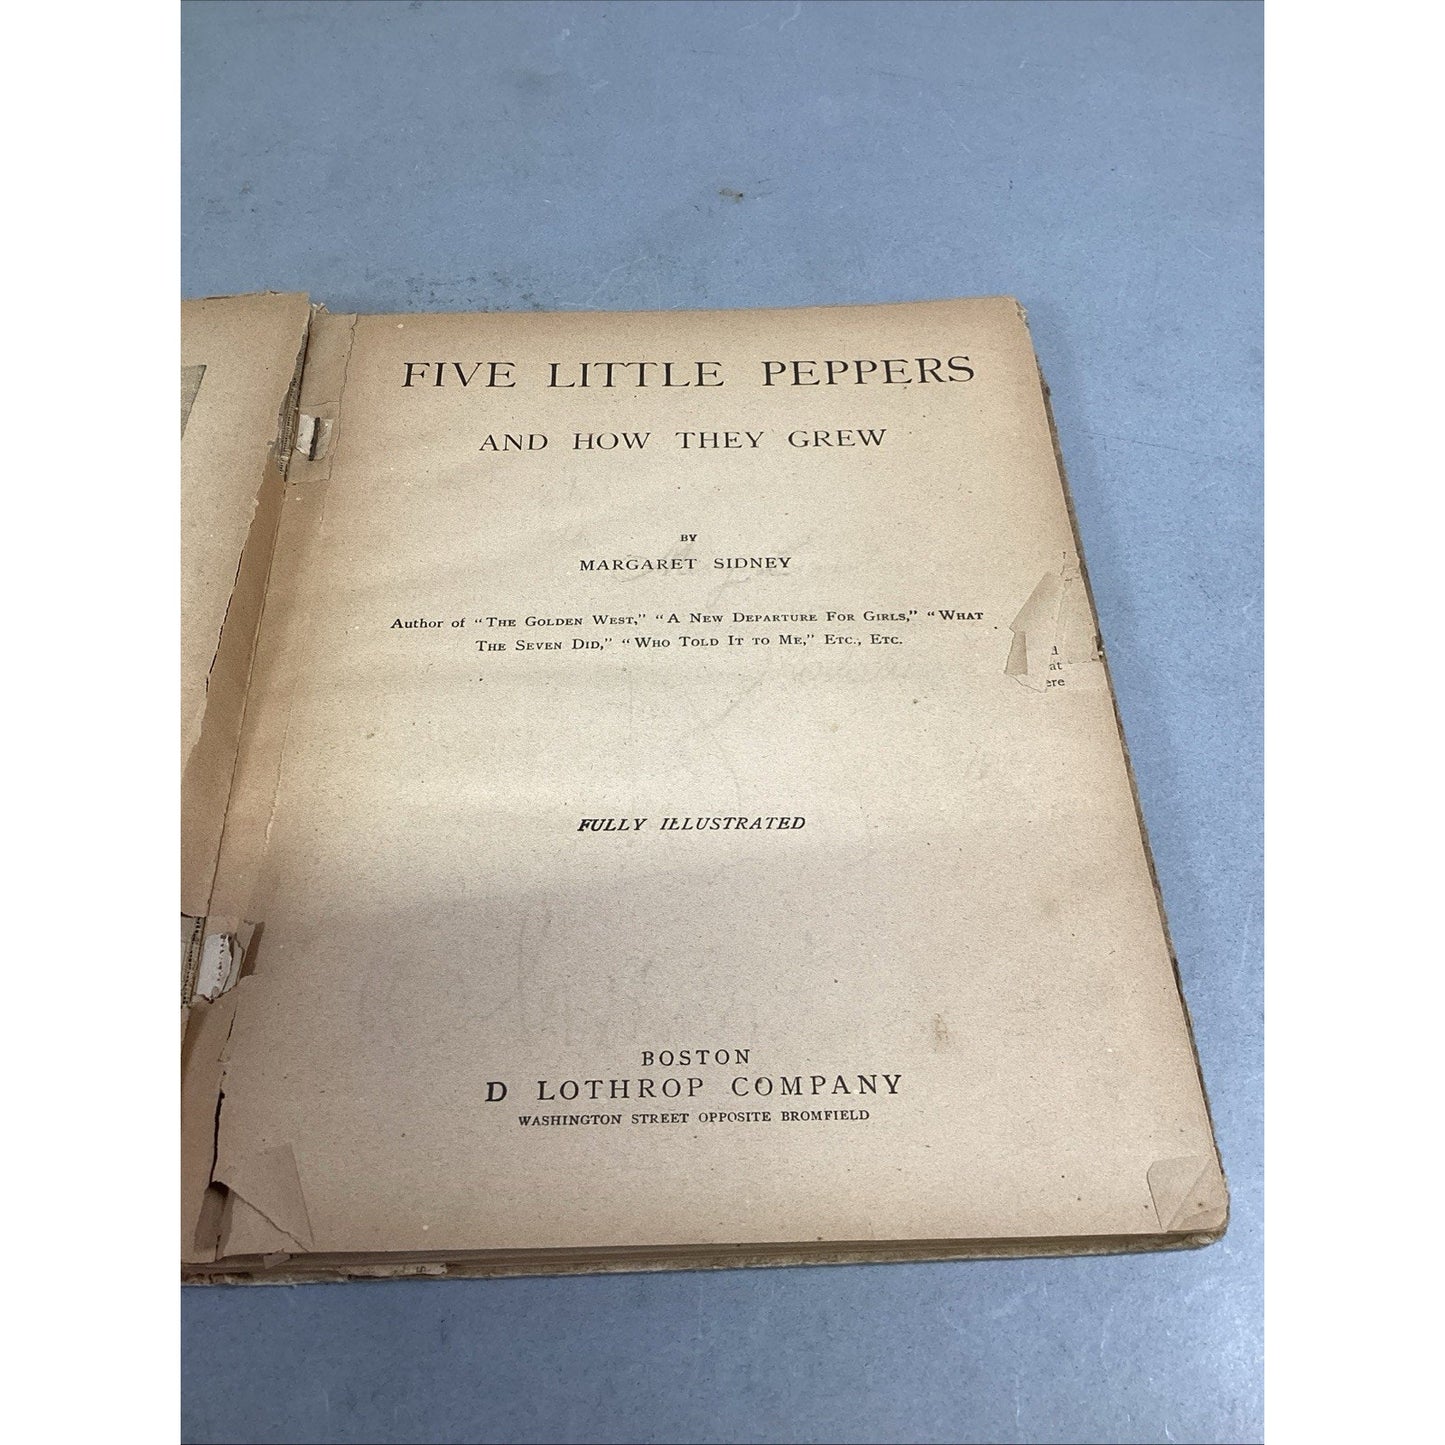 FIVE LITTLE PEPPERS
AND HOW THEY GREW
BY
MARGARET SIDNEY
Author of "THE GOLDEN WEST," "A NEW DEPARTURE FOR GIRLS," "WHAT
THE SEVEN DID," "WHO TOLD IT TO ME," ETC., ETC.
at
ere
FULLY ILLUSTRATED
BOSTON
D LOTHROP COMPANY
WASHINGTON STREET OPPOSITE BROMFIELD